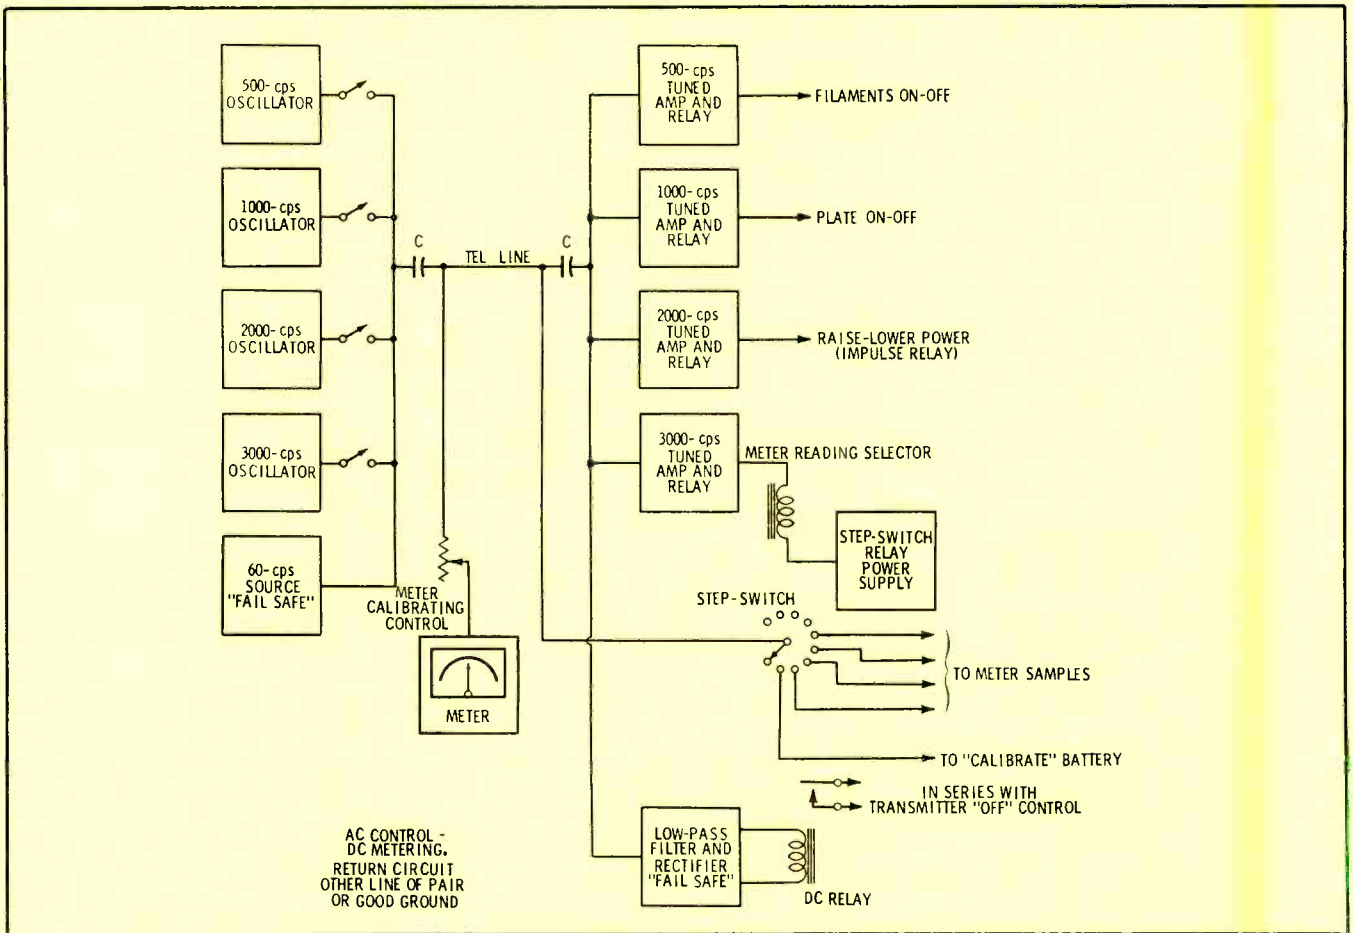 500-cps
OSCILLATOR
1000-cps
OSCILLATOR
2000-cps
OSCILLATOR
3000-cps
OSCILLATOR
60-cps
SOURCE
"FAIL SAFE"
C
TEL LINE
C
METER
CALIBRATING
CONTROL
METER
500-cps
TUNED
AMP AND
RELAY
FILAMENTS ON-OFF
1000-cps
TUNED
AMP AND
RELAY
PLATE ON-OFF
2000-cps
TUNED
AMP AND
RELAY
RAISE-LOWER POWER
(IMPULSE RELAY)
3000-cps
TUNED
AMP AND
RELAY
METER READING SELECTOR
STEP-SWITCH
RELAY
POWER
SUPPLY
STEP-SWITCH
TO METER SAMPLES
TO "CALIBRATE" BATTERY
IN SERIES WITH
TRANSMITTER "OFF" CONTROL
LOW-PASS
FILTER AND
RECTIFIER
"FAIL SAFE"
DC RELAY
AC CONTROL -
DC METERING.
RETURN CIRCUIT
OTHER LINE OF PAIR
OR GOOD GROUND